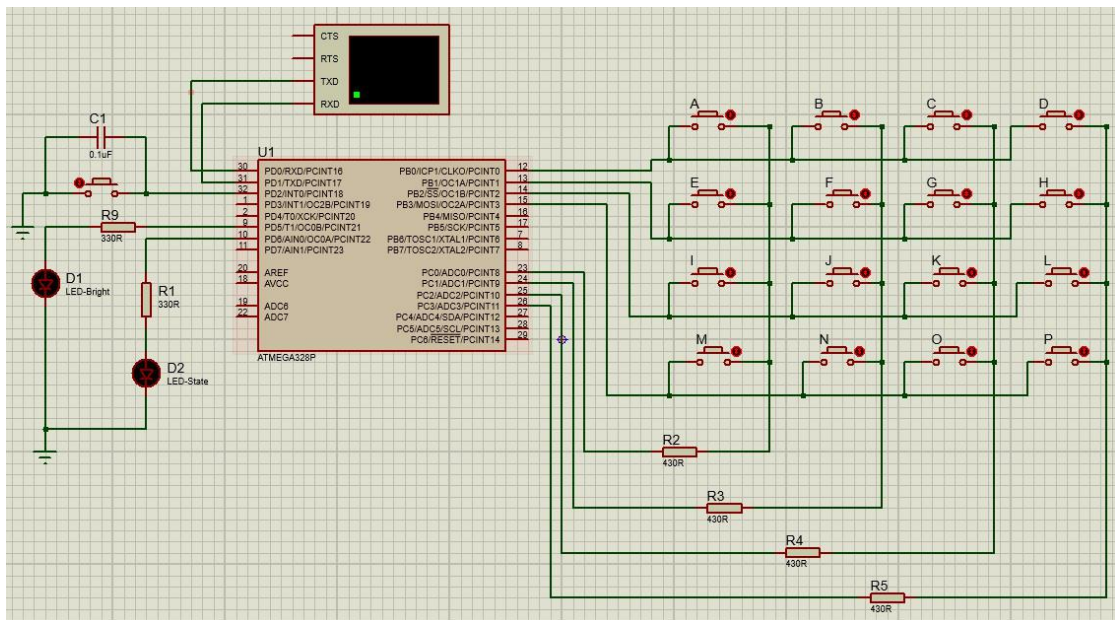 CTS
RTS
TXD
RXD
C1
0.1uF
U1
30 PD0/RXD/PCINT16
31 PD1/TXD/PCINT17
32 PD2/INT0/PCINT18
1 PD3/INT1/OC2B/PCINT19
2 PD4/T0/XCK/PCINT20
9 PD5/T1/OC0B/PCINT21
10 PD6/AIN0/OC0A/PCINT22
11 PD7/AIN1/PCINT23
20 AREF
18 AVCC
19 ADC6
22 ADC7
PB0/ICP1/CLKO/PCINT0 12
PB1/OC1A/PCINT1 13
PB2/SS/OC1B/PCINT2 14
PB3/MOSI/OC2A/PCINT3 15
PB4/MISO/PCINT4 16
PB5/SCK/PCINT5 17
PB6/TOSC1/XTAL1/PCINT6 7
PB7/TOSC2/XTAL2/PCINT7 8
PC0/ADC0/PCINT8 23
PC1/ADC1/PCINT9 24
PC2/ADC2/PCINT10 25
PC3/ADC3/PCINT11 26
PC4/ADC4/SDA/PCINT12 27
PC5/ADC5/SCL/PCINT13 28
PC6/RESET/PCINT14 29
ATMEGA328P
R9
330R
D1
LED-Bright
R1
330R
D2
LED-State
A B C D
E F G H
I J K L
M N O P
R2
430R
R3
430R
R4
430R
R5
430R